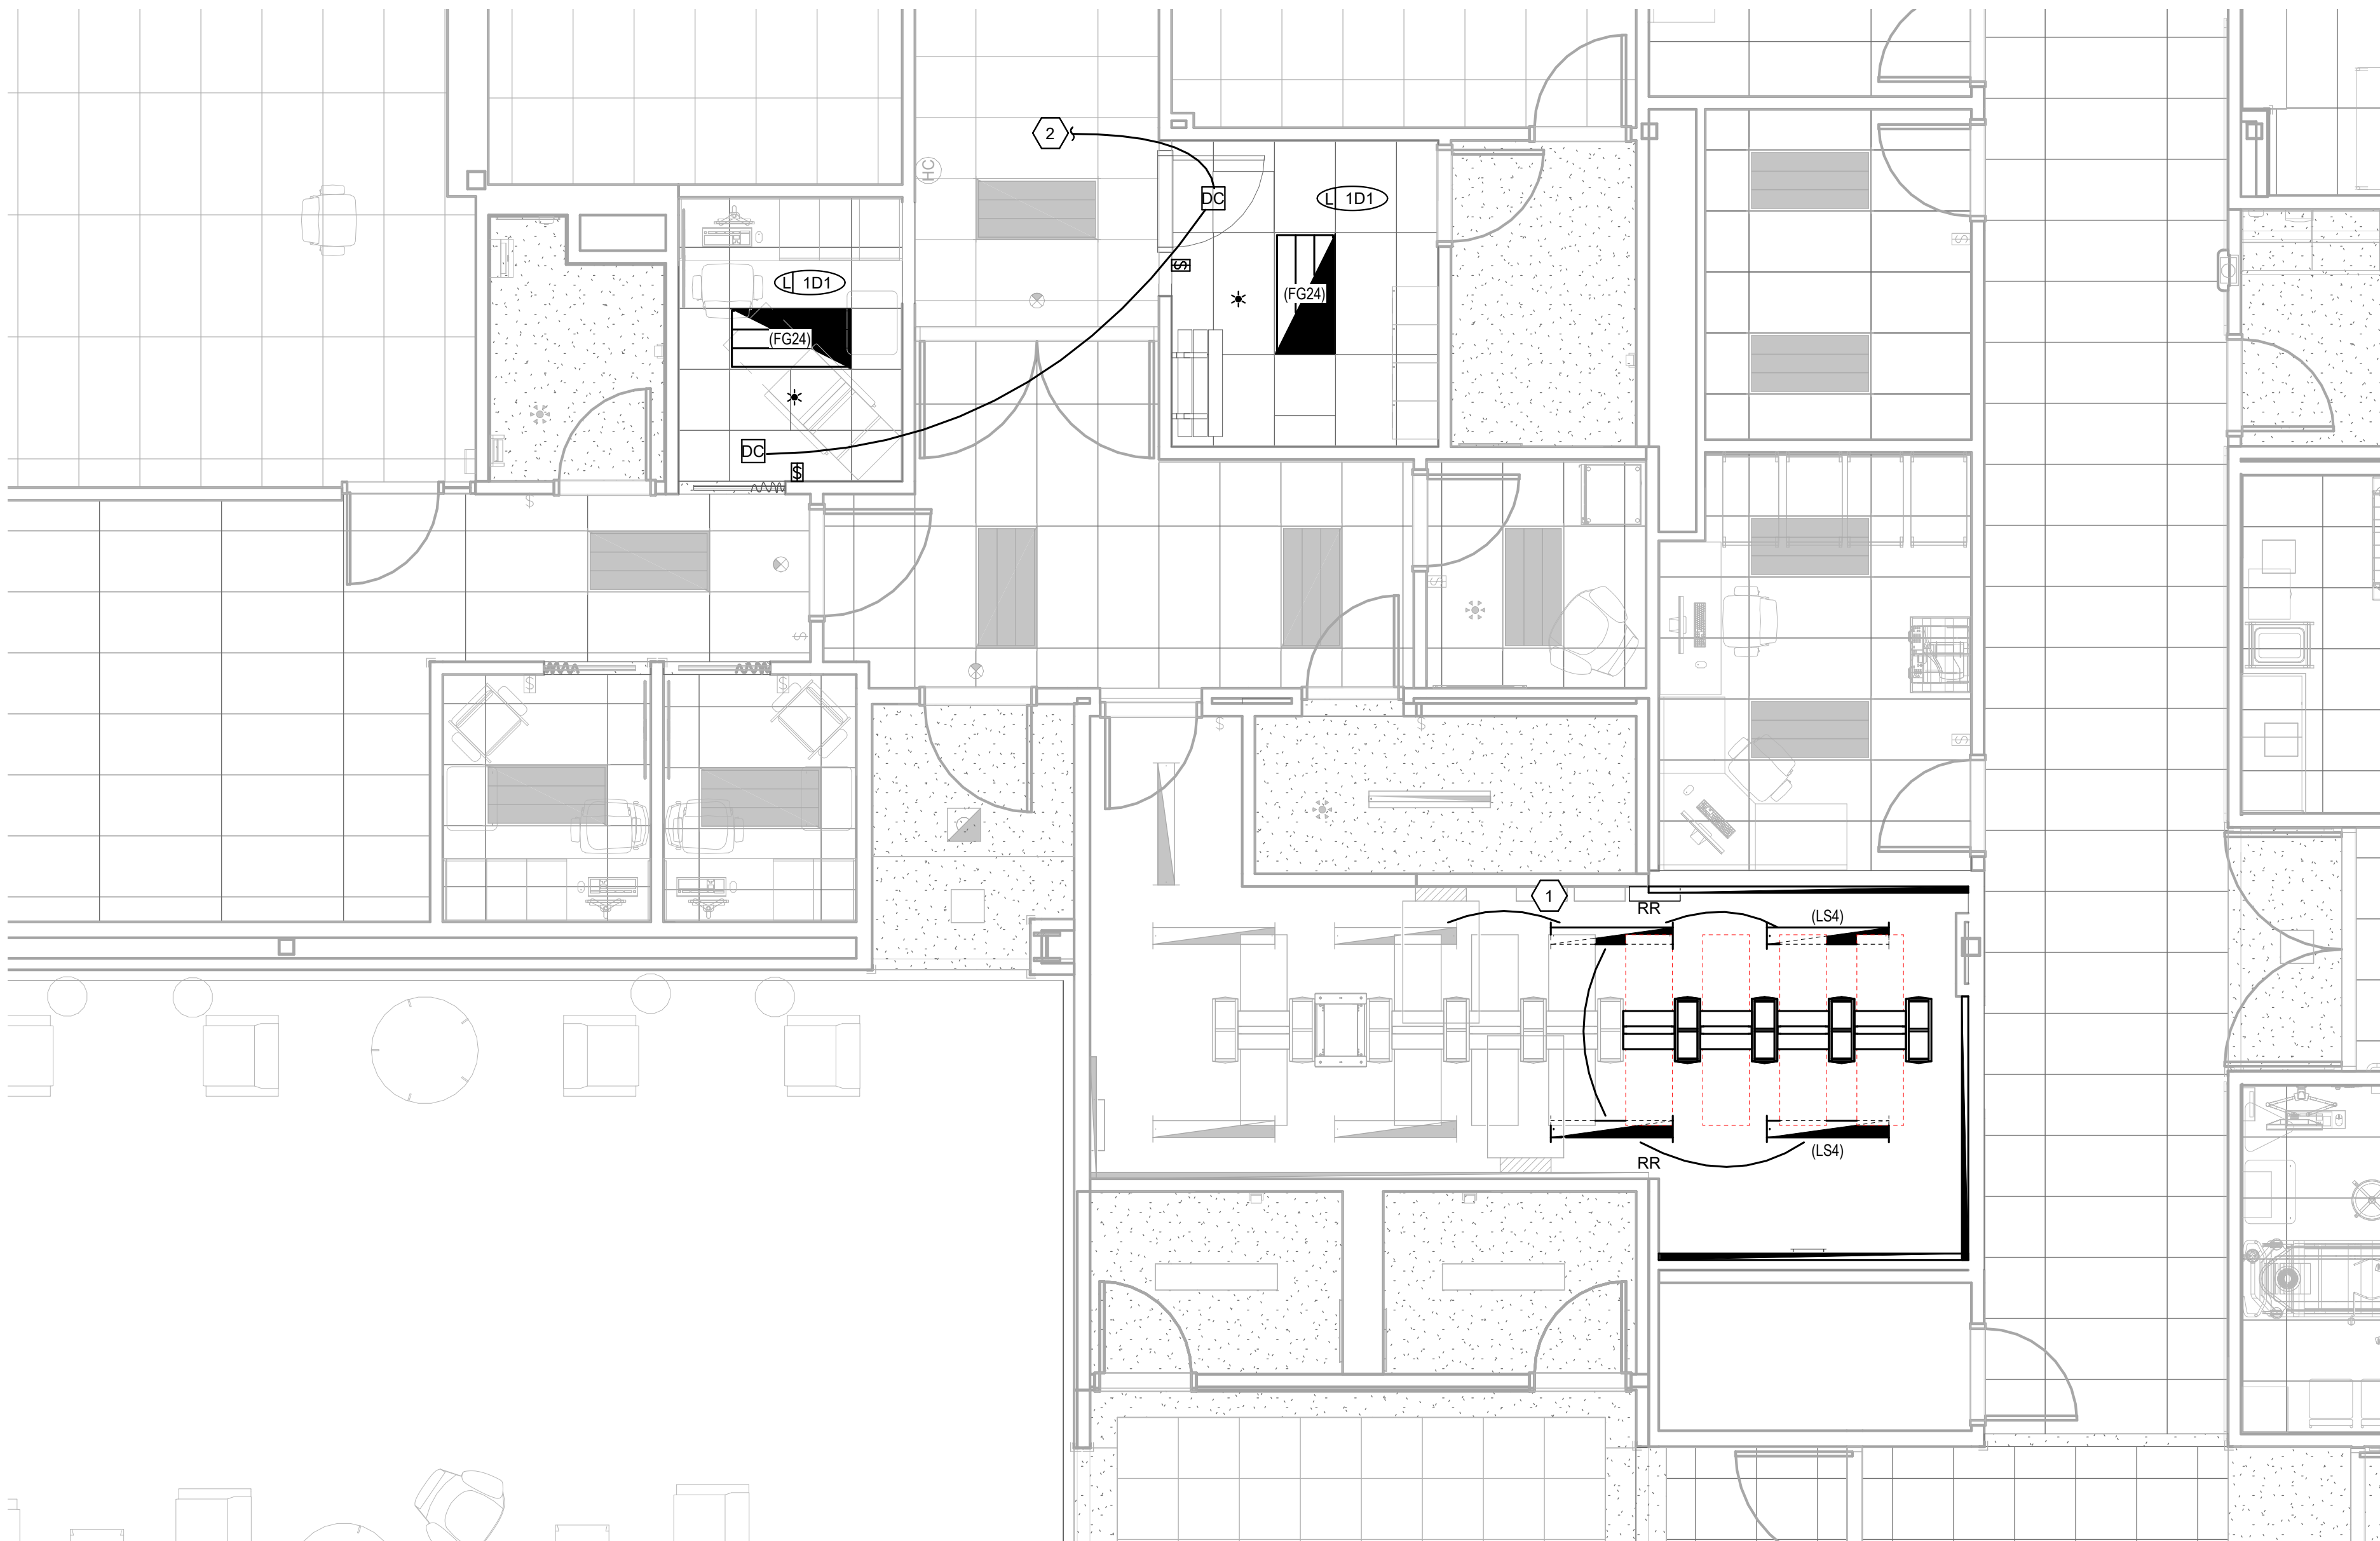 2
HC
DC
L 1D1
$
(FG24)
L 1D1
(FG24)
DC
$
$
$
$
$
$
$
$
$
$
1
RR
(LS4)
RR
(LS4)